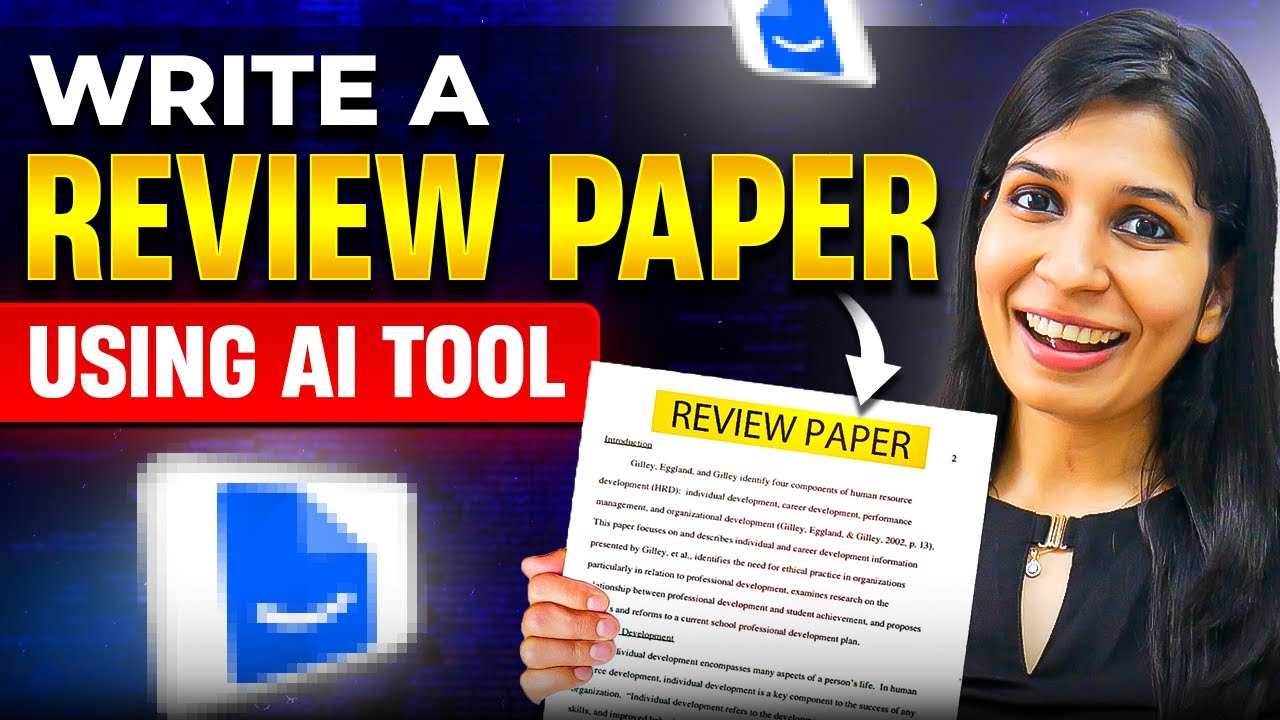 WRITE A
REVIEW PAPER
USING AI TOOL
REVIEW PAPER
2
Introduction
Gilley, Eggland, and Gilley identify four components of human resource
development (HRD): individual development, career development, performance
management, and organizational development (Gilley, Eggland, & Gilley, 2002, p. 13).
This paper focuses on and describes individual and career development information
presented by Gilley, et al., identifies the need for ethical practice in organizations
particularly in relation to professional development, examines research on the
relationship between professional development and student achievement, and proposes
s and reforms to a current school professional development plan.
Development
dividual development encompasses many aspects of a person's life. In human
rce development, individual development is a key component to the success of any
organization. "Individual development refers to the development
skills, and improved